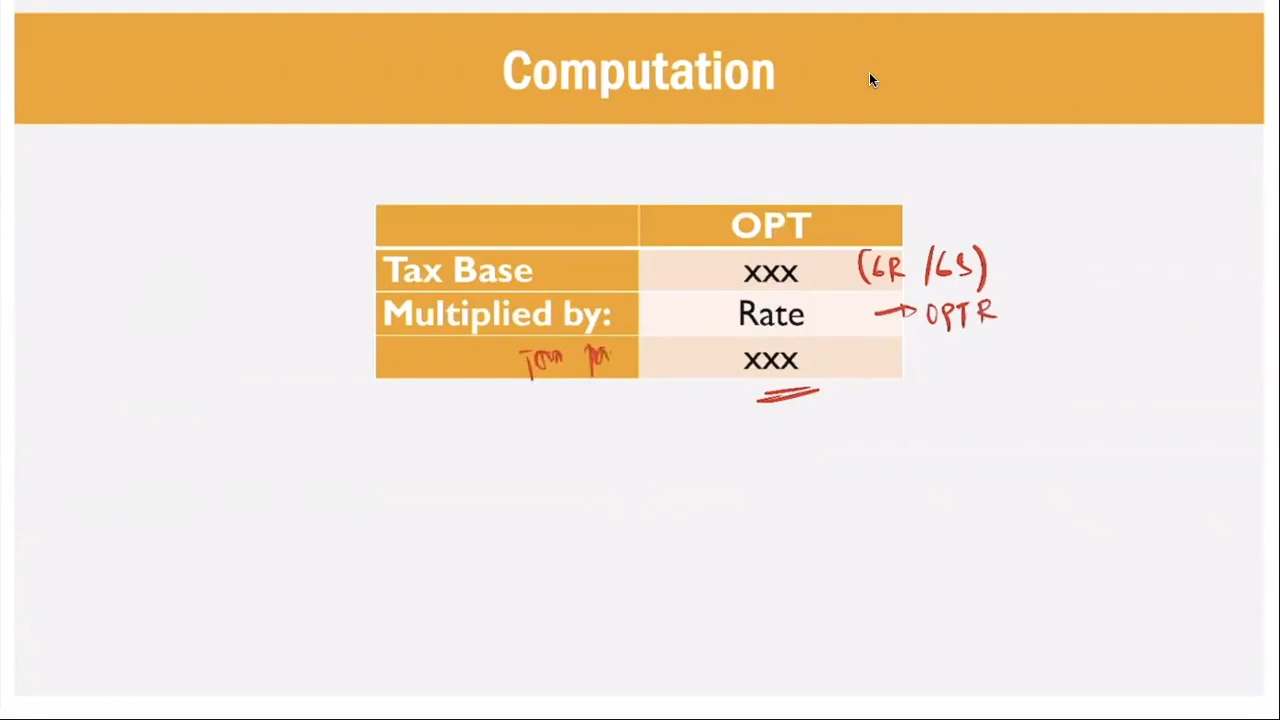 Computation
OPT
Tax Base xxx (GR/GS)
Multiplied by: Rate → OPTR
xxx